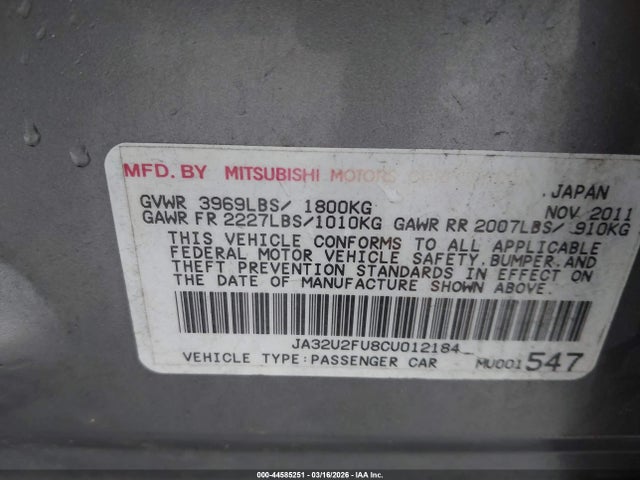 MFD. BY MITSUBISHI MOTORS CORPORATION
JAPAN
GVWR 3969LBS/ 1800KG NOV 2011
GAWR FR 2227LBS/1010KG GAWR RR 2007LBS/ 910KG
THIS VEHICLE CONFORMS TO ALL APPLICABLE
FEDERAL MOTOR VEHICLE SAFETY,BUMPER,AND
THEFT PREVENTION STANDARDS IN EFFECT ON
THE DATE OF MANUFACTURE SHOWN ABOVE.
JA32U2FU8CU012184
VEHICLE TYPE:PASSENGER CAR MU001547
000-44585251 | 03/16/2026 | IAA Inc.